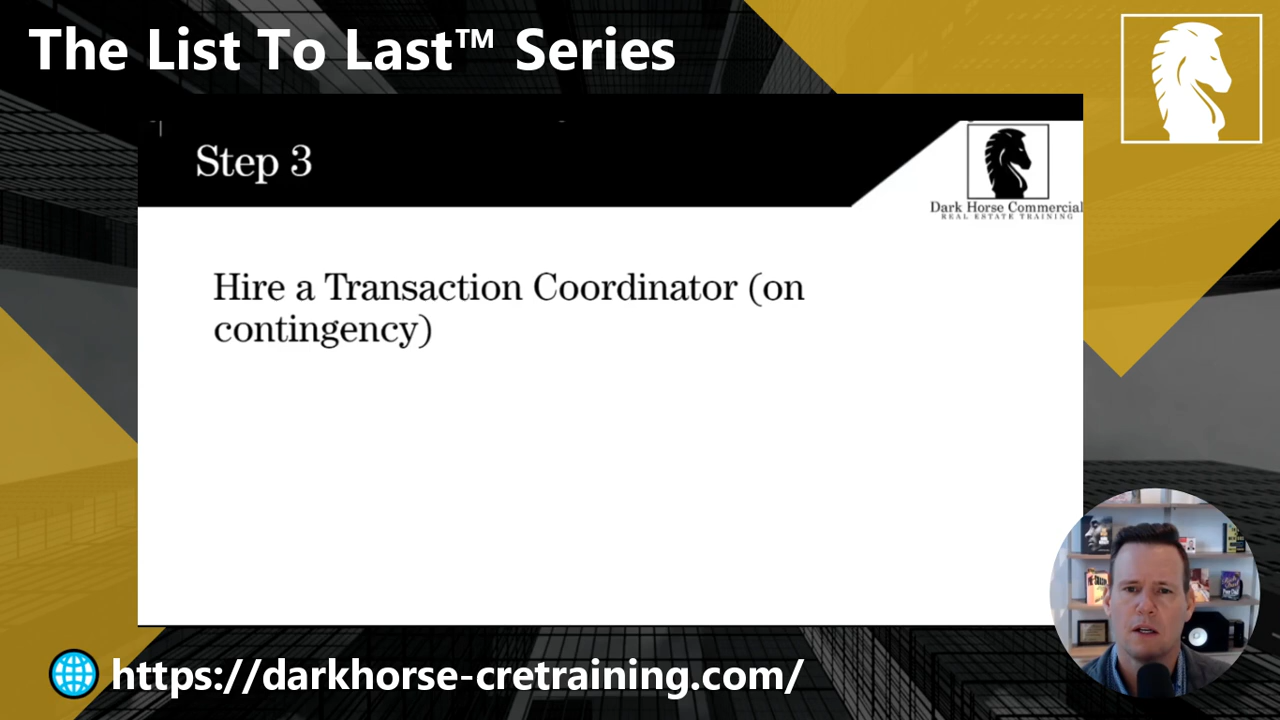 The List To Last™ Series
Step 3
Dark Horse Commercial
REAL ESTATE TRAINING
Hire a Transaction Coordinator (on
contingency)
https://darkhorse-cretraining.com/